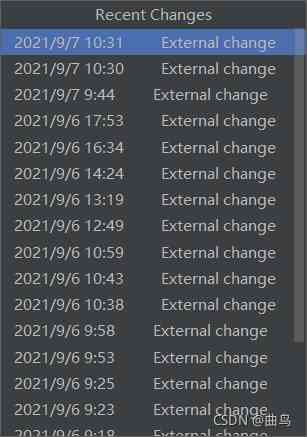 Recent Changes
2021/9/7 10:31 External change
2021/9/7 10:30 External change
2021/9/7 9:44 External change
2021/9/6 17:53 External change
2021/9/6 16:34 External change
2021/9/6 14:24 External change
2021/9/6 13:19 External change
2021/9/6 12:49 External change
2021/9/6 10:59 External change
2021/9/6 10:43 External change
2021/9/6 10:38 External change
2021/9/6 9:58 External change
2021/9/6 9:53 External change
2021/9/6 9:25 External change
2021/9/6 9:23 External change
2021/9/6 9:18 External change
CSDN @曲鸟